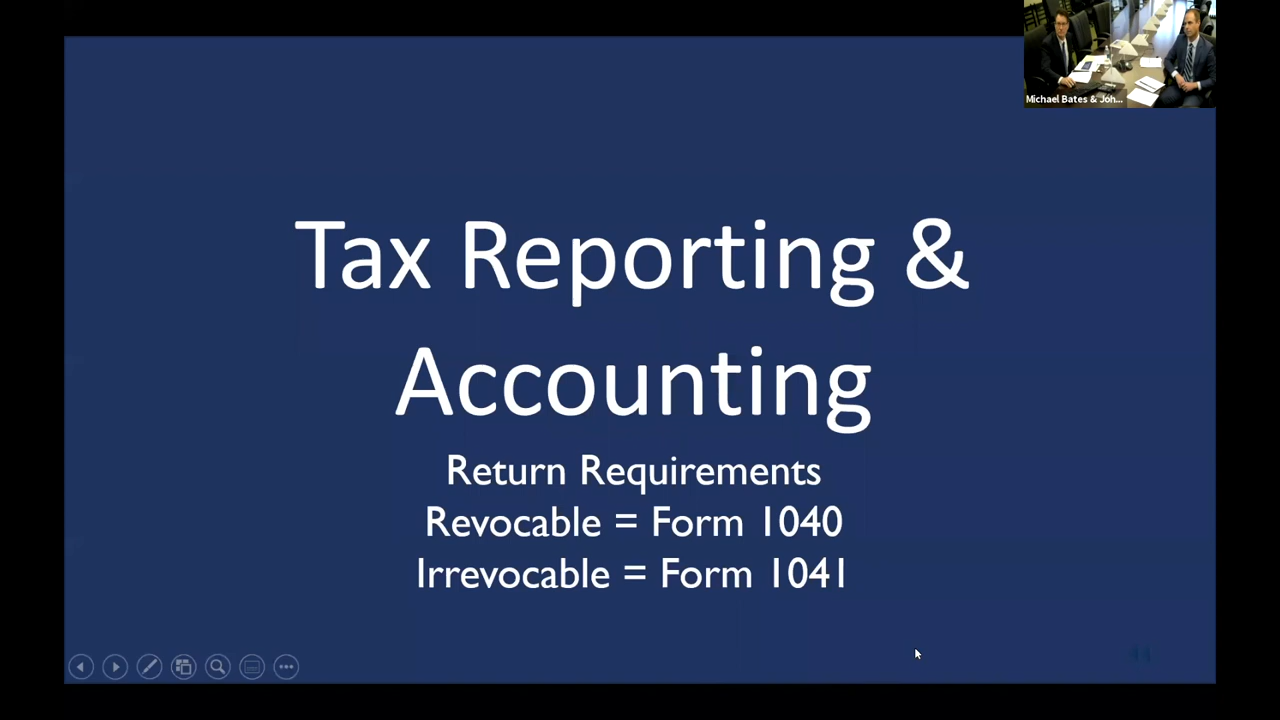 Michael Bates & Joh...
Tax Reporting &
Accounting
Return Requirements
Revocable = Form 1040
Irrevocable = Form 1041